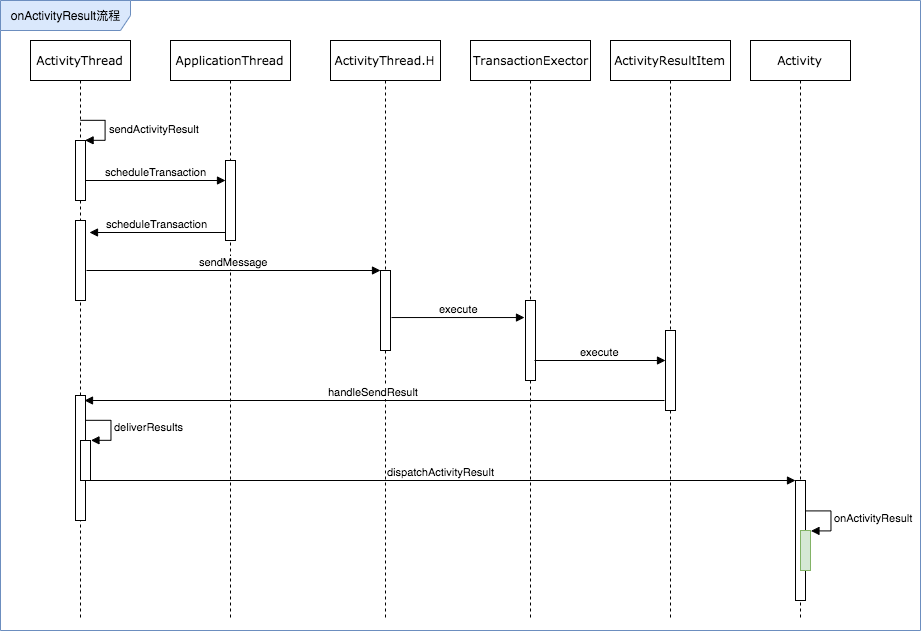 onActivityResult流程
ActivityThread
ApplicationThread
ActivityThread.H
TransactionExector
ActivityResultItem
Activity
sendActivityResult
scheduleTransaction
scheduleTransaction
sendMessage
execute
execute
handleSendResult
deliverResults
dispatchActivityResult
onActivityResult